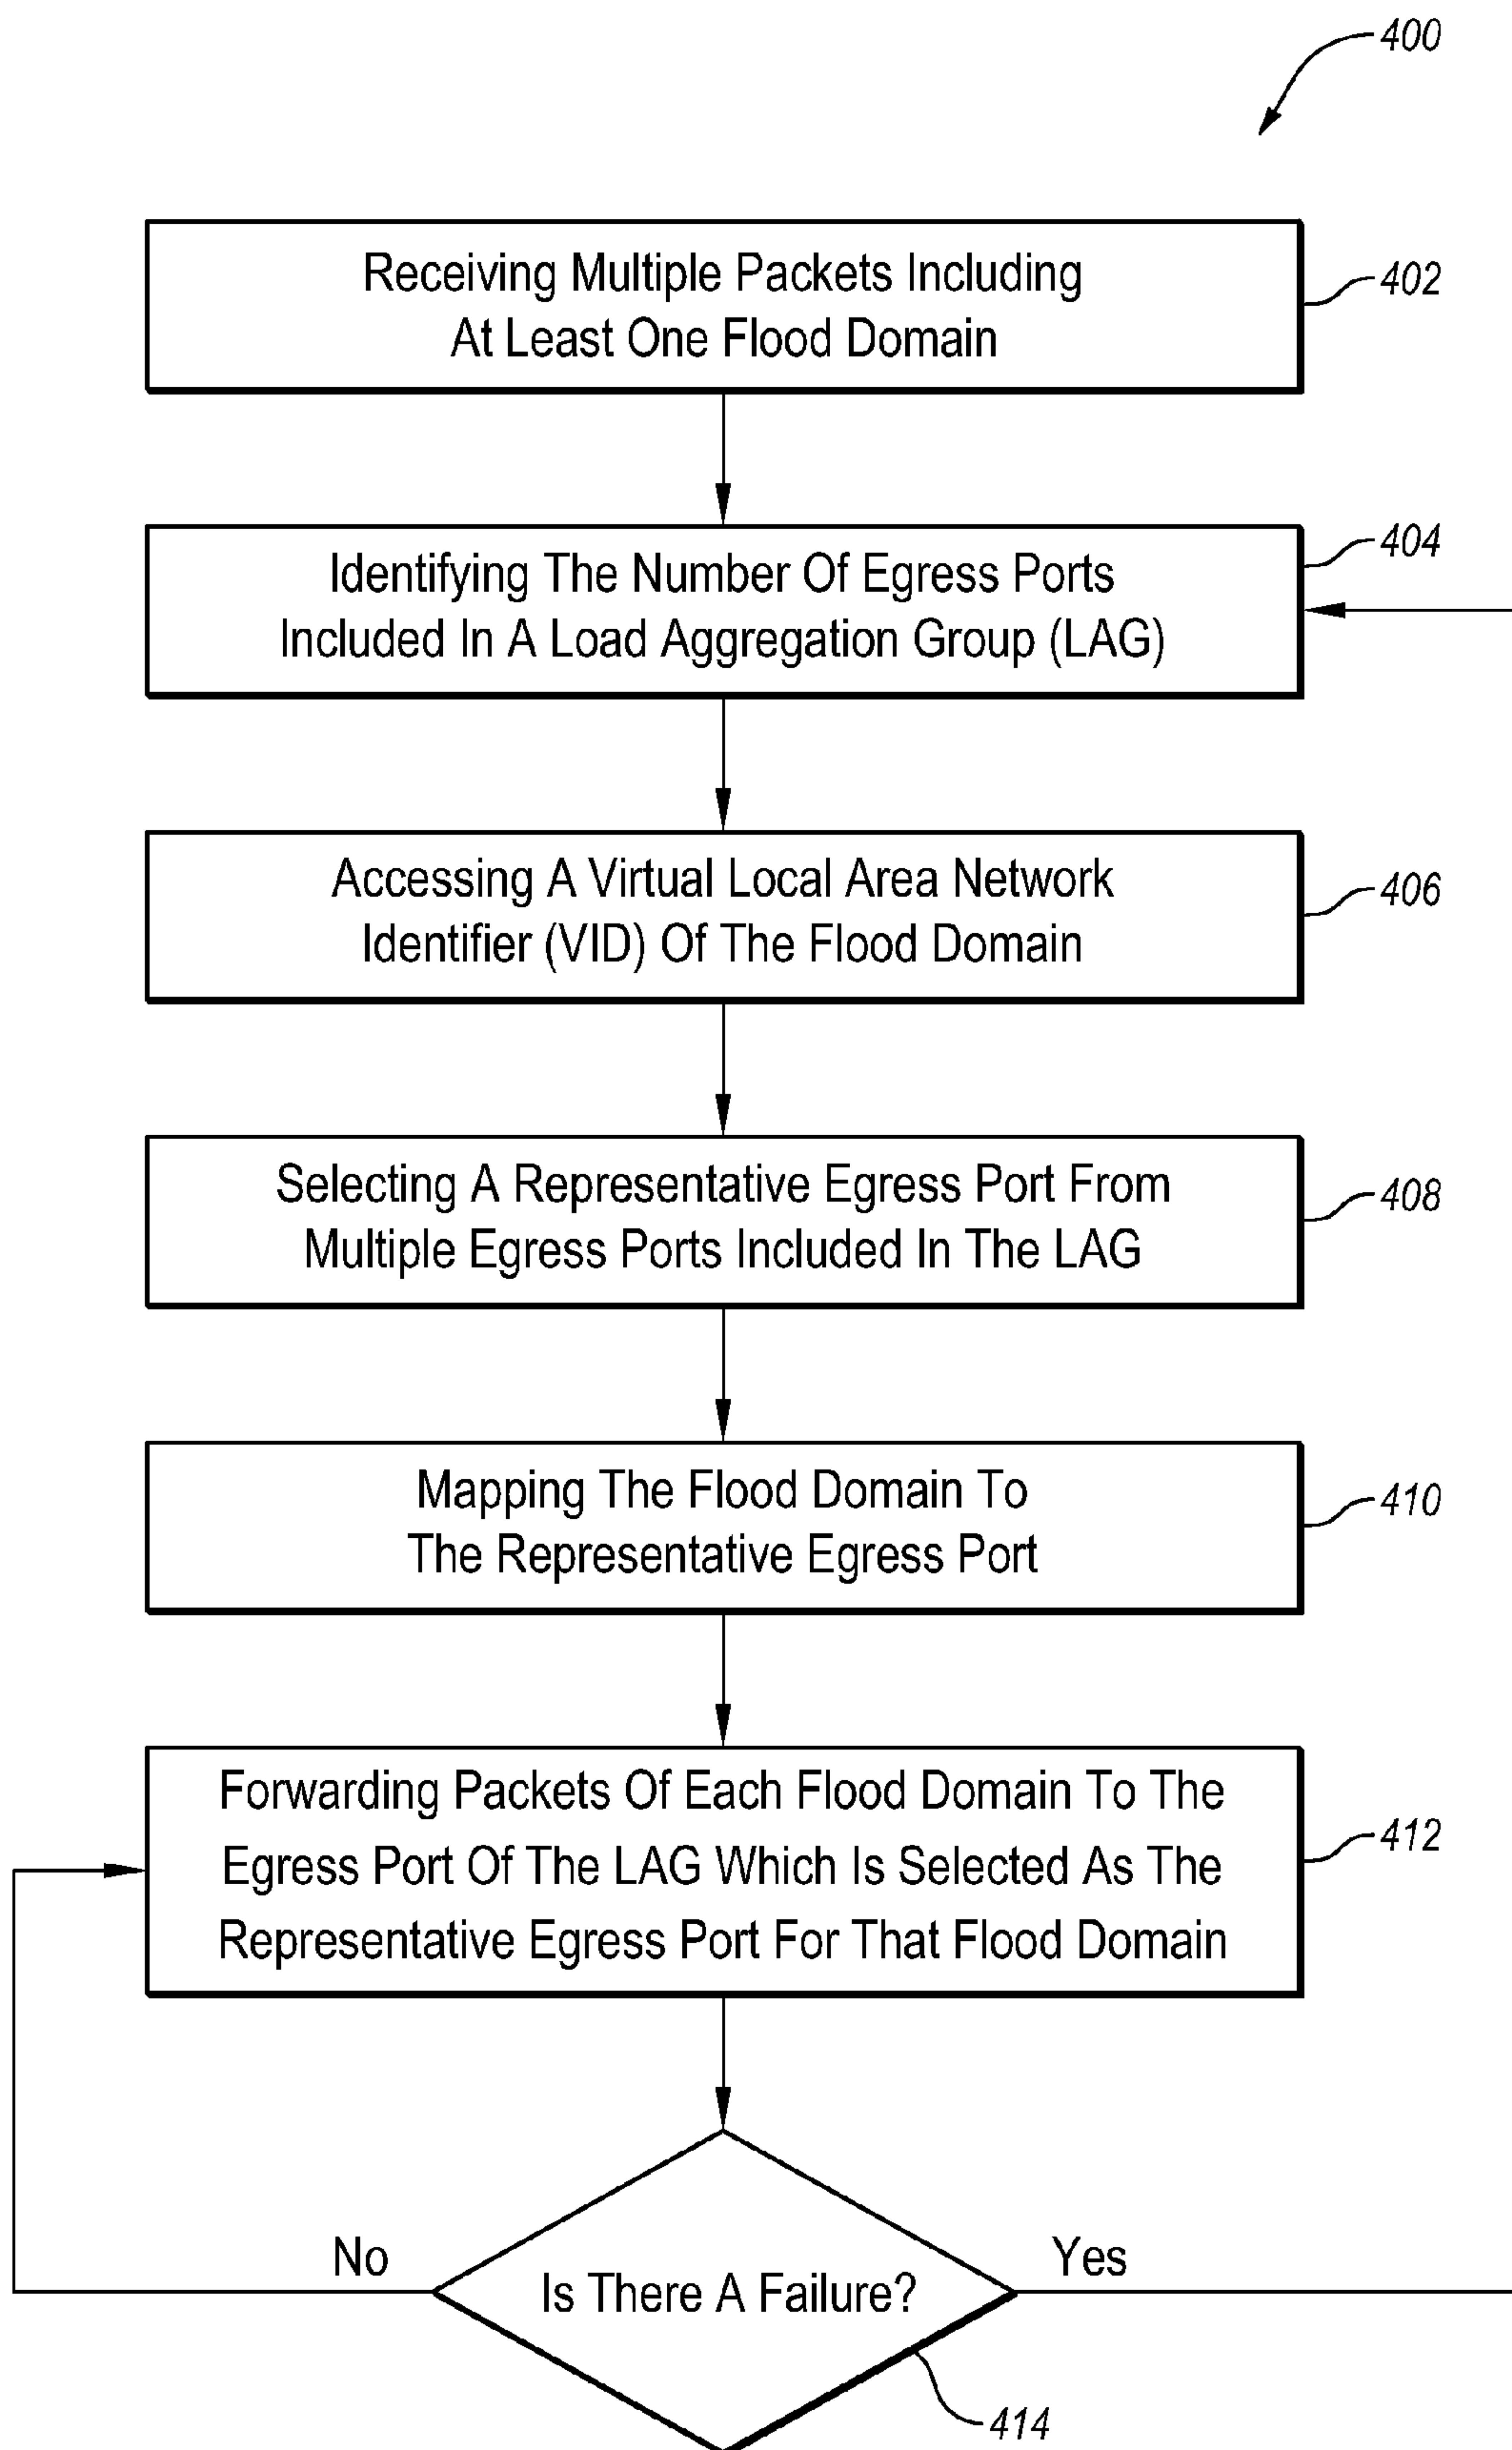 400
Receiving Multiple Packets Including
At Least One Flood Domain
402
Identifying The Number Of Egress Ports
Included In A Load Aggregation Group (LAG)
404
Accessing A Virtual Local Area Network
Identifier (VID) Of The Flood Domain
406
Selecting A Representative Egress Port From
Multiple Egress Ports Included In The LAG
408
Mapping The Flood Domain To
The Representative Egress Port
410
Forwarding Packets Of Each Flood Domain To The
Egress Port Of The LAG Which Is Selected As The
Representative Egress Port For That Flood Domain
412
No
Yes
Is There A Failure?
414